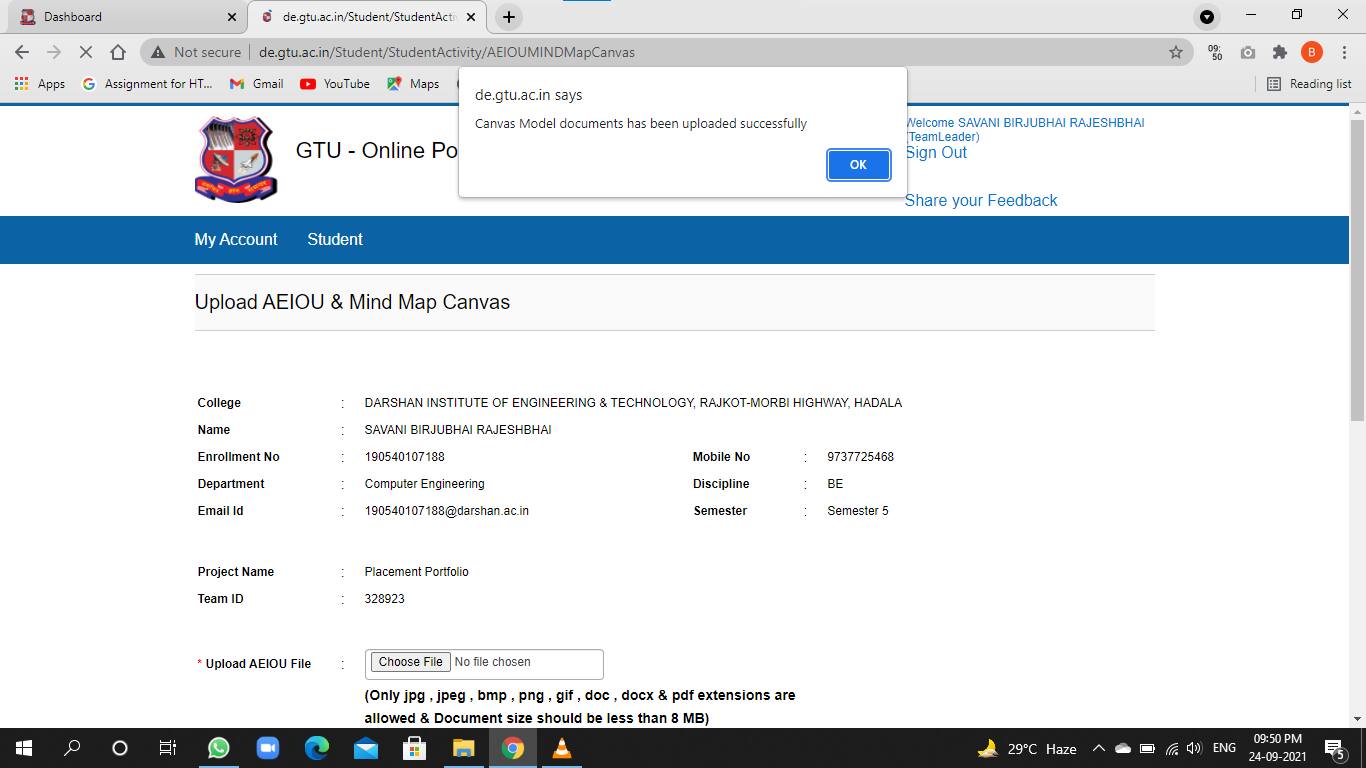 Dashboard
de.gtu.ac.in/Student/StudentActi
Not secure
de.gtu.ac.in/Student/StudentActivity/AEIOUMINDMapCanvas
09:
50
B
Apps
Assignment for HT...
Gmail
YouTube
Maps
Reading list
de.gtu.ac.in says
Canvas Model documents has been uploaded successfully
OK
GTU - Online Po
Welcome SAVANI BIRJUBHAI RAJESHBHAI
(TeamLeader)
Sign Out
Share your Feedback
My Account Student
Upload AEIOU & Mind Map Canvas
College : DARSHAN INSTITUTE OF ENGINEERING & TECHNOLOGY, RAJKOT-MORBI HIGHWAY, HADALA
Name : SAVANI BIRJUBHAI RAJESHBHAI
Enrollment No : 190540107188 Mobile No : 9737725468
Department : Computer Engineering Discipline : BE
Email Id : 190540107188@darshan.ac.in Semester : Semester 5
Project Name : Placement Portfolio
Team ID : 328923
* Upload AEIOU File : Choose File No file chosen
(Only jpg , jpeg , bmp , png , gif , doc , docx & pdf extensions are
allowed & Document size should be less than 8 MB)
29°C Haze
ENG
09:50 PM
24-09-2021
5